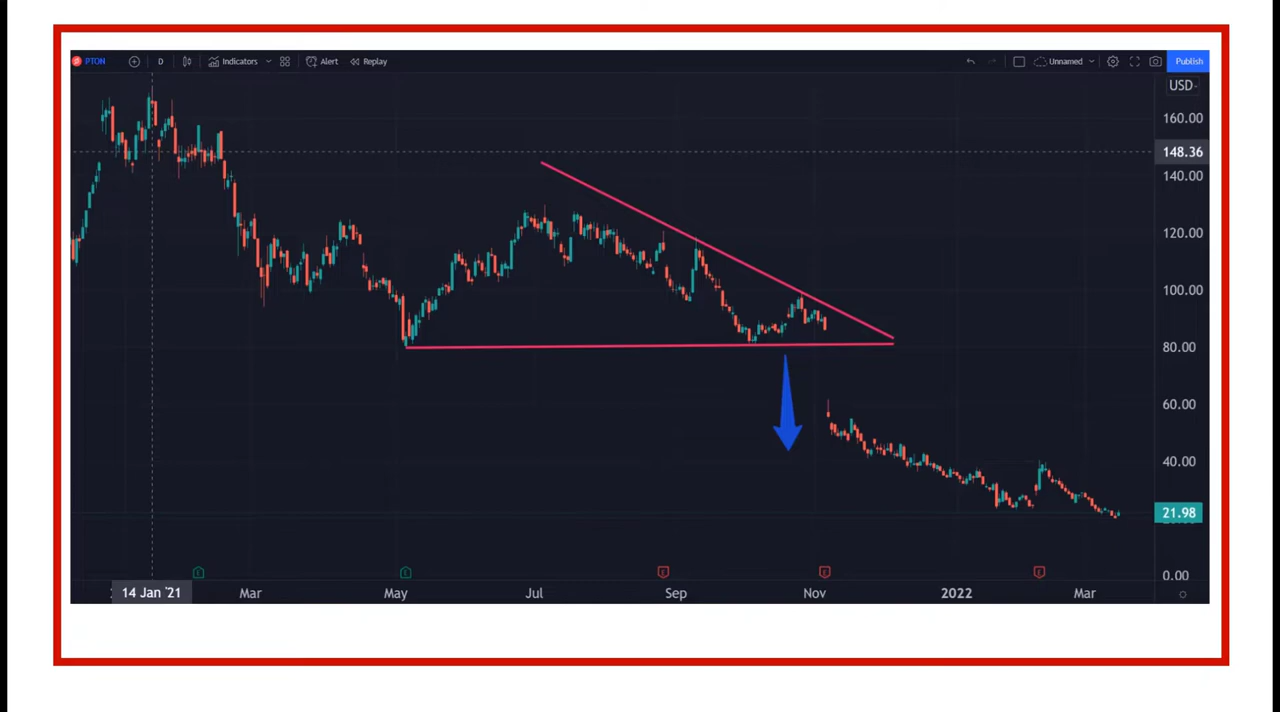 PTON D Indicators Alert Replay Unnamed Publish
USD
160.00
148.36
140.00
120.00
100.00
80.00
60.00
40.00
21.98
0.00
E E E E E
14 Jan '21 Mar May Jul Sep Nov 2022 Mar